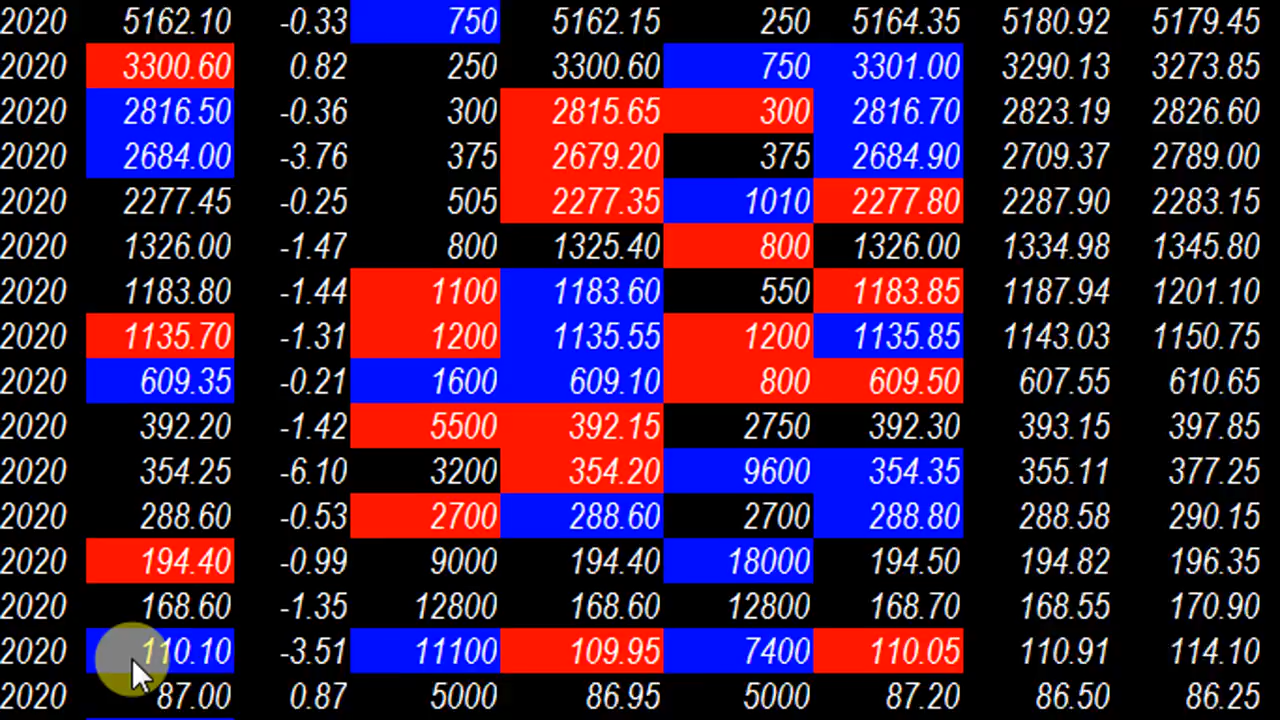 2020 5162.10 -0.33 750 5162.15 250 5164.35 5180.92 5179.45
2020 3300.60 0.82 250 3300.60 750 3301.00 3290.13 3273.85
2020 2816.50 -0.36 300 2815.65 300 2816.70 2823.19 2826.60
2020 2684.00 -3.76 375 2679.20 375 2684.90 2709.37 2789.00
2020 2277.45 -0.25 505 2277.35 1010 2277.80 2287.90 2283.15
2020 1326.00 -1.47 800 1325.40 800 1326.00 1334.98 1345.80
2020 1183.80 -1.44 1100 1183.60 550 1183.85 1187.94 1201.10
2020 1135.70 -1.31 1200 1135.55 1200 1135.85 1143.03 1150.75
2020 609.35 -0.21 1600 609.10 800 609.50 607.55 610.65
2020 392.20 -1.42 5500 392.15 2750 392.30 393.15 397.85
2020 354.25 -6.10 3200 354.20 9600 354.35 355.11 377.25
2020 288.60 -0.53 2700 288.60 2700 288.80 288.58 290.15
2020 194.40 -0.99 9000 194.40 18000 194.50 194.82 196.35
2020 168.60 -1.35 12800 168.60 12800 168.70 168.55 170.90
2020 110.10 -3.51 11100 109.95 7400 110.05 110.91 114.10
2020 87.00 0.87 5000 86.95 5000 87.20 86.50 86.25